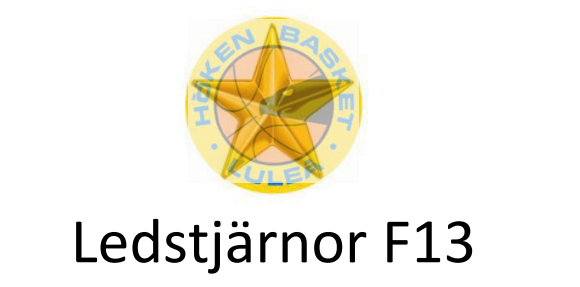 HÖKEN BASKET
LULEÅ
Ledstjärnor F13